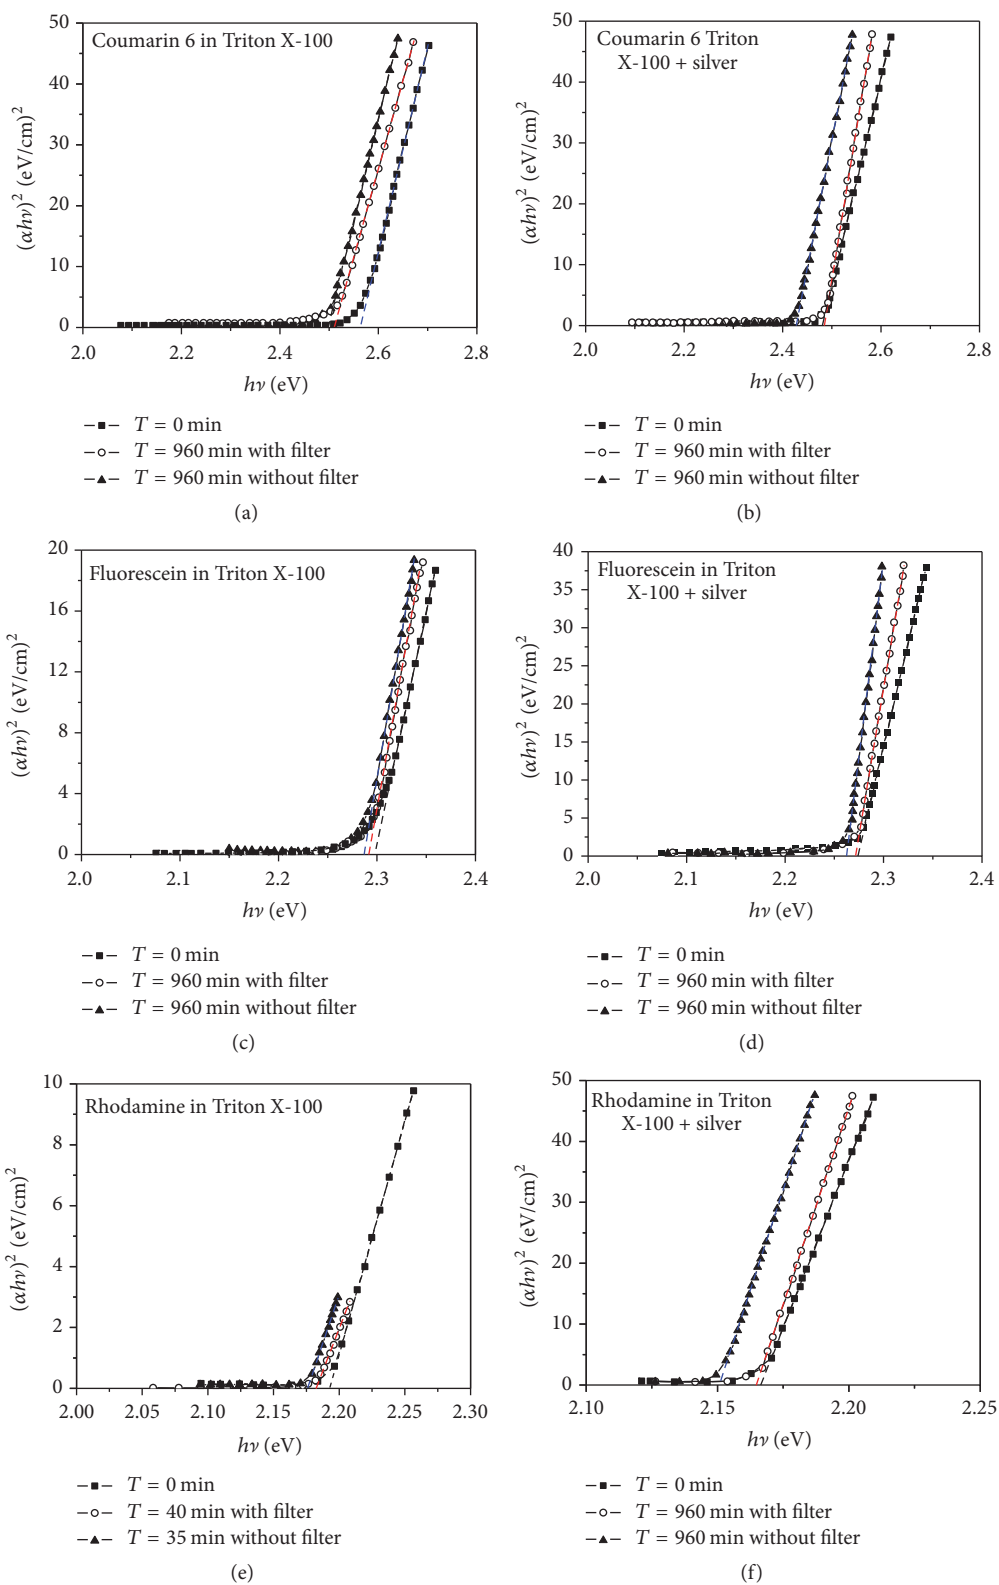 50
40
30
20
10
0
(αhν)² (eV/cm)²
Coumarin 6 in Triton X-100
2.0 2.2 2.4 2.6 2.8
hν (eV)
T = 0 min
T = 960 min with filter
T = 960 min without filter
(a)
50
40
30
20
10
0
(αhν)² (eV/cm)²
Coumarin 6 Triton
X-100 + silver
2.0 2.2 2.4 2.6 2.8
hν (eV)
T = 0 min
T = 960 min with filter
T = 960 min without filter
(b)
20
16
12
8
4
0
(αhν)² (eV/cm)²
Fluorescein in Triton X-100
2.0 2.1 2.2 2.3 2.4
hν (eV)
T = 0 min
T = 960 min with filter
T = 960 min without filter
(c)
40
35
30
25
20
15
10
5
0
(αhν)² (eV/cm)²
Fluorescein in Triton
X-100 + silver
2.0 2.1 2.2 2.3 2.4
hν (eV)
T = 0 min
T = 960 min with filter
T = 960 min without filter
(d)
10
8
6
4
2
0
(αhν)² (eV/cm)²
Rhodamine in Triton X-100
2.00 2.05 2.10 2.15 2.20 2.25 2.30
hν (eV)
T = 0 min
T = 40 min with filter
T = 35 min without filter
(e)
50
40
30
20
10
0
(αhν)² (eV/cm)²
Rhodamine in Triton
X-100 + silver
2.10 2.15 2.20 2.25
hν (eV)
T = 0 min
T = 960 min with filter
T = 960 min without filter
(f)